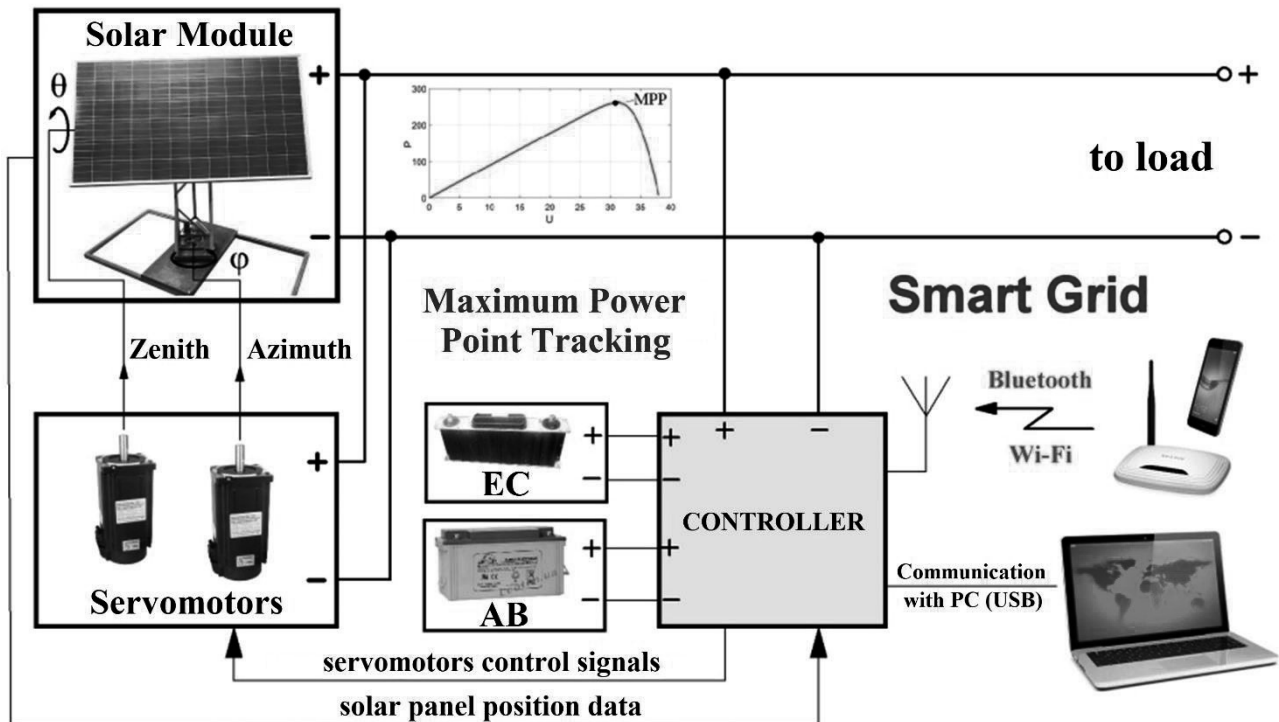 Solar Module
+
θ
−
φ
300
200
100
0
P
0 5 10 15 20 25 30 35 40
U
MPP
+
to load
−
Maximum Power
Point Tracking
Smart Grid
Zenith
Azimuth
Bluetooth
Wi-Fi
+
−
Servomotors
EC
+ +
− −
AB
+ +
− −
+ −
CONTROLLER
Communication
with PC (USB)
servomotors control signals
solar panel position data